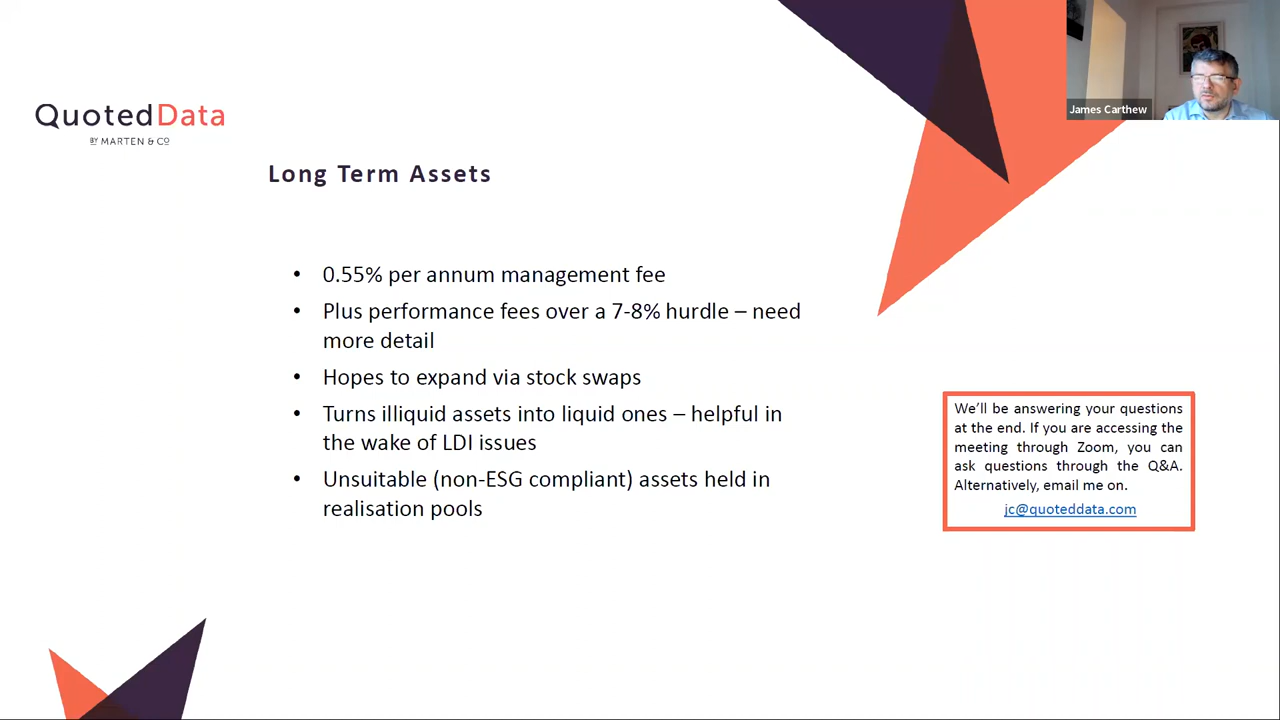 James Carthew
QuotedData
BY MARTEN & CO
Long Term Assets
• 0.55% per annum management fee
• Plus performance fees over a 7-8% hurdle – need
more detail
• Hopes to expand via stock swaps
• Turns illiquid assets into liquid ones – helpful in
the wake of LDI issues
• Unsuitable (non-ESG compliant) assets held in
realisation pools
We’ll be answering your questions
at the end. If you are accessing the
meeting through Zoom, you can
ask questions through the Q&A.
Alternatively, email me on.
jc@quoteddata.com